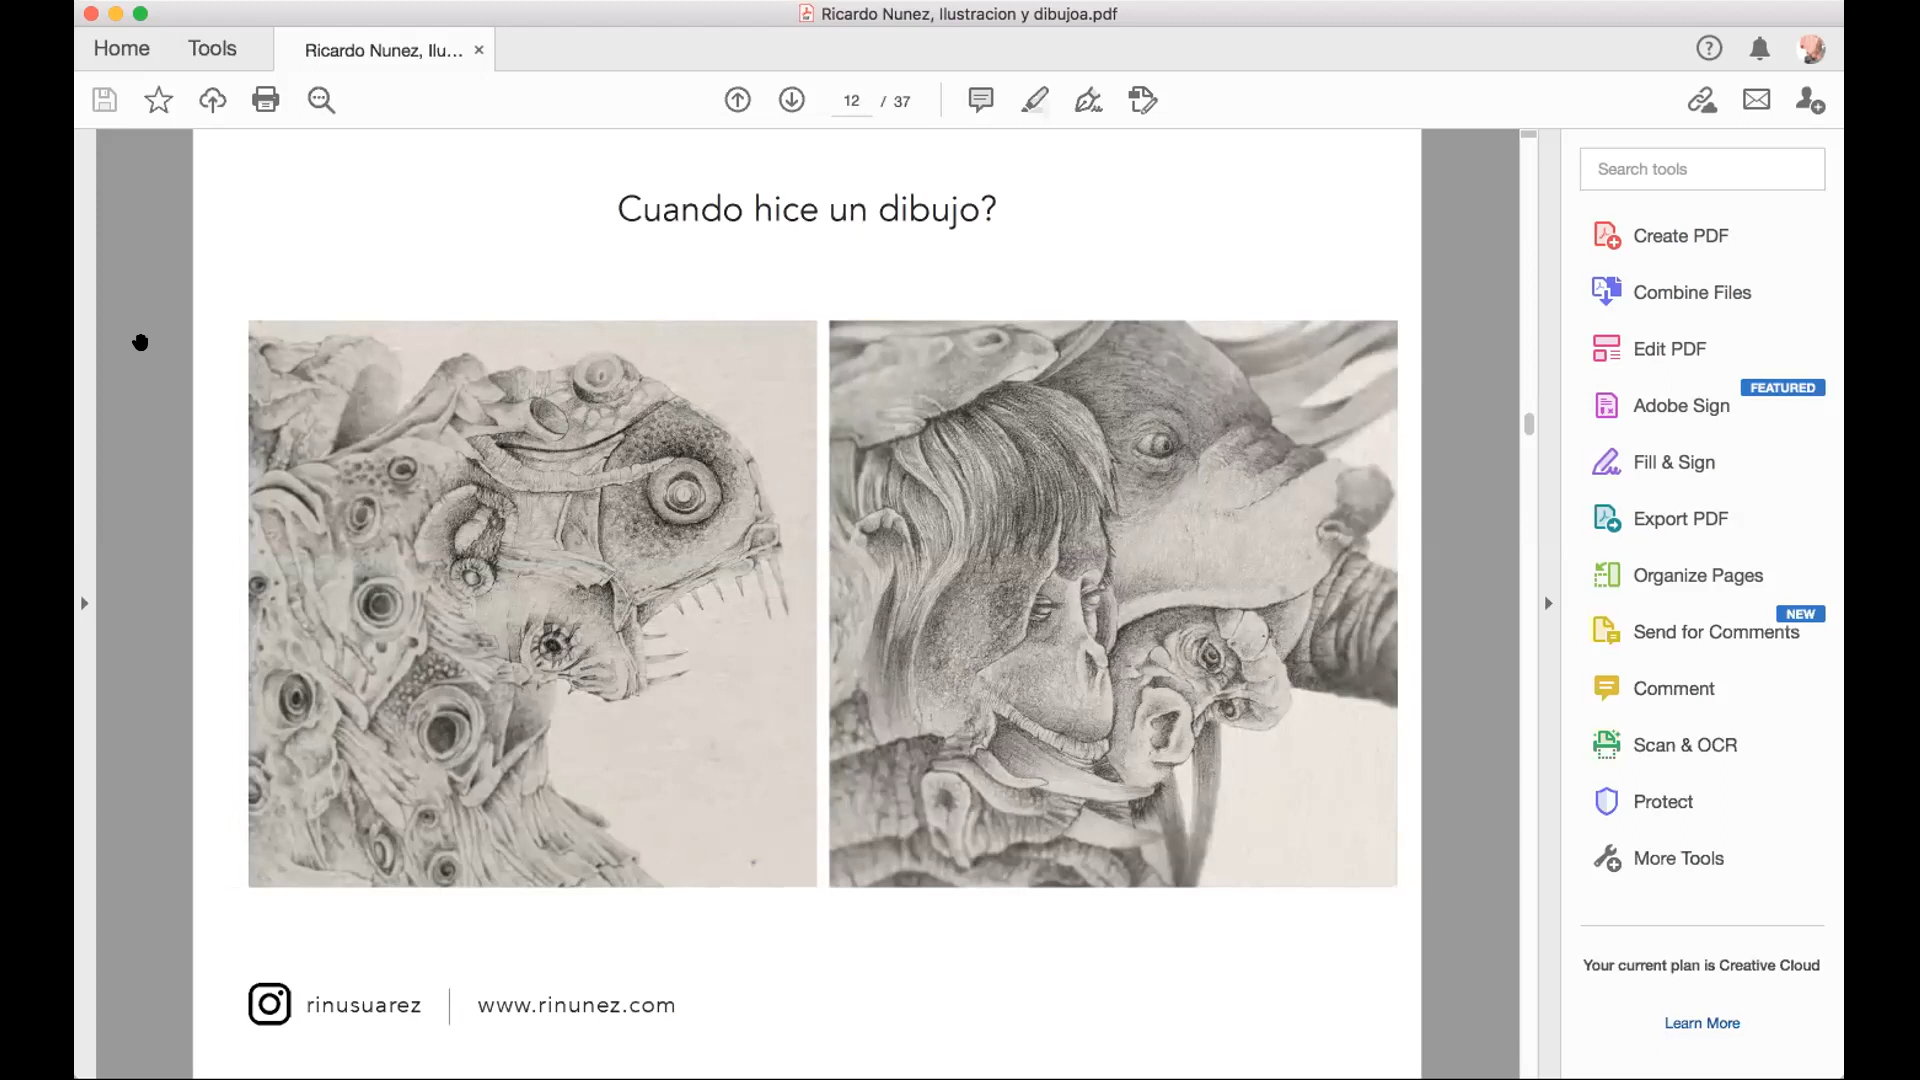 Ricardo Nunez, Ilustracion y dibujoa.pdf
Home
Tools
Ricardo Nunez, Ilu...
12 / 37
Search tools
Cuando hice un dibujo?
Create PDF
Combine Files
Edit PDF
FEATURED
Adobe Sign
Fill & Sign
Export PDF
Organize Pages
NEW
Send for Comments
Comment
Scan & OCR
Protect
More Tools
Your current plan is Creative Cloud
Learn More
rinusuarez
www.rinunez.com